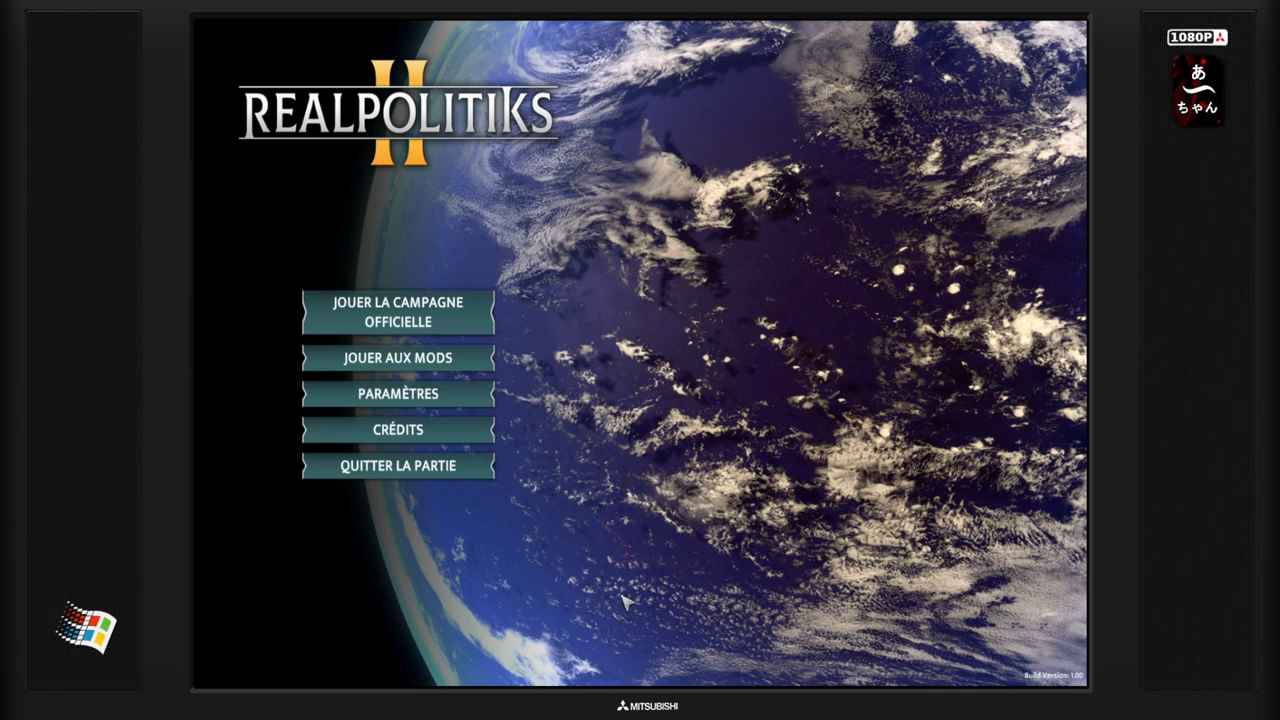 1080P
あーちゃん
II
REALPOLITIKS
JOUER LA CAMPAGNE
OFFICIELLE
JOUER AUX MODS
PARAMÈTRES
CRÉDITS
QUITTER LA PARTIE
Build Version: 1.00
MITSUBISHI